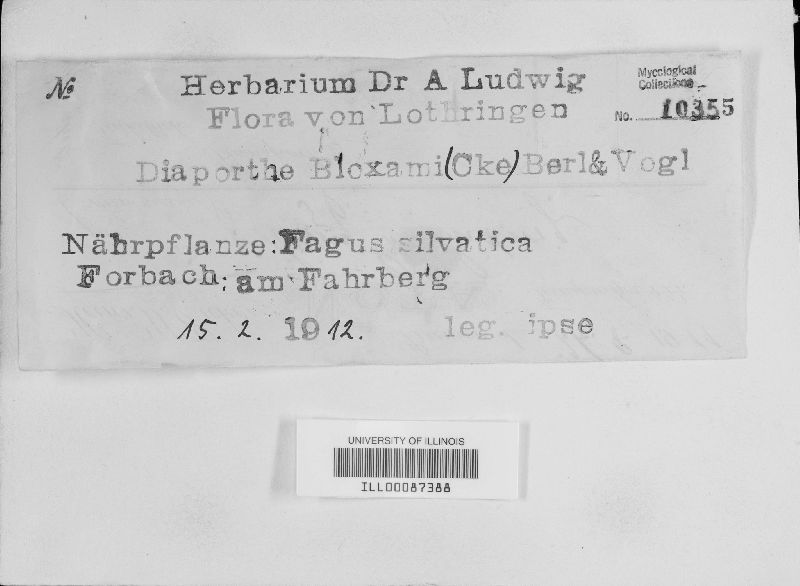 № Herbarium Dr A Ludwig
Flora von Lothringen
Mycological
Collections
No. 10355
Diaporthe Bloxami (Cke) Berl & Vogl
Nährpflanze: Fagus silvatica
Forbach; am Fahrberg
15. 2. 1912. leg. ipse
UNIVERSITY OF ILLINOIS
ILL00087388